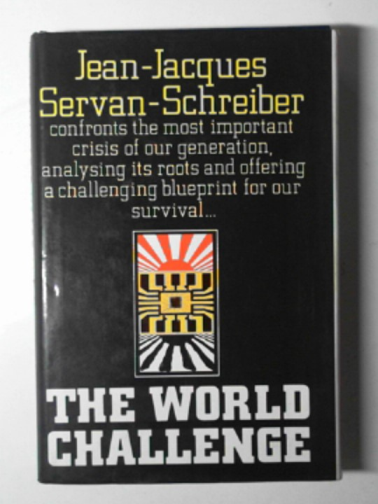 Jean-Jacques
Servan-Schreiber
confronts the most important
crisis of our generation,
analysing its roots and offering
a challenging blueprint for our
survival...
THE WORLD
CHALLENGE